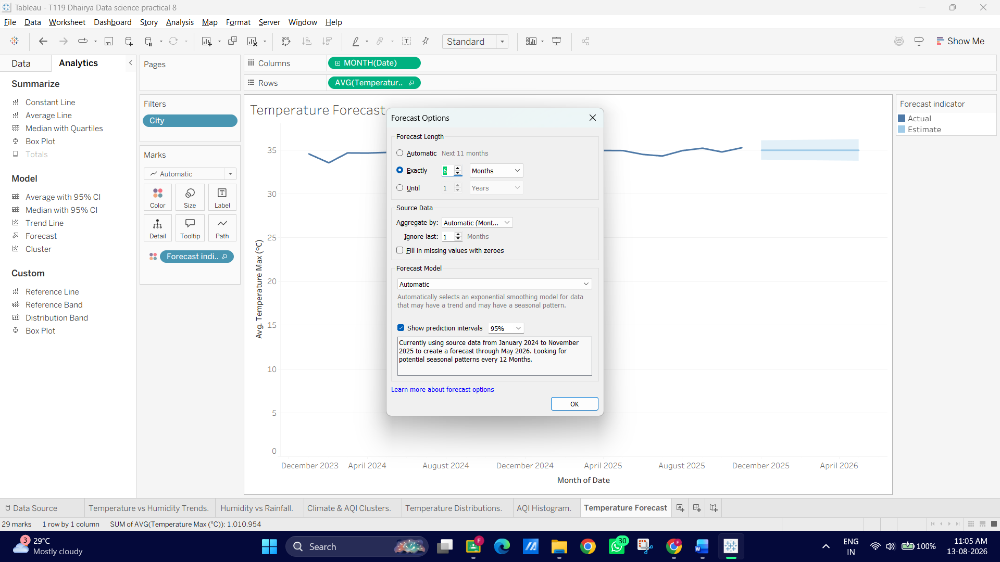 Tableau - T119 Dhairya Data science practical 8
File Data Worksheet Dashboard Story Analysis Map Format Server Window Help
Standard
Show Me
Data
Analytics
Summarize
Constant Line
Average Line
Median with Quartiles
Box Plot
Totals
Model
Average with 95% CI
Median with 95% CI
Trend Line
Forecast
Cluster
Custom
Reference Line
Reference Band
Distribution Band
Box Plot
Pages
Filters
City
Marks
Automatic
Color Size Label
Detail Tooltip Path
Forecast indi..
Columns
MONTH(Date)
Rows
AVG(Temperatur..
Temperature Forecast
35
30
25
20
15
10
5
0
Avg. Temperature Max (°C)
December 2023 April 2024 August 2024 December 2024 April 2025 August 2025 December 2025 April 2026
Month of Date
Forecast Options
Forecast Length
Automatic Next 11 months
Exactly 6 Months
Until 1 Years
Source Data
Aggregate by: Automatic (Mont...
Ignore last: 1 Months
Fill in missing values with zeroes
Forecast Model
Automatic
Automatically selects an exponential smoothing model for data
that may have a trend and may have a seasonal pattern.
Show prediction intervals 95%
Currently using source data from January 2024 to November
2025 to create a forecast through May 2026. Looking for
potential seasonal patterns every 12 Months.
Learn more about forecast options
OK
Forecast indicator
Actual
Estimate
Data Source Temperature vs Humidity Trends. Humidity vs Rainfall. Climate & AQI Clusters. Temperature Distributions. AQI Histogram. Temperature Forecast
29 marks 1 row by 1 column SUM of AVG(Temperature Max (°C)): 1,010.954
3
29°C
Mostly cloudy
Search
F
30
F
W
ENG
IN
100%
11:05 AM
13-08-2026